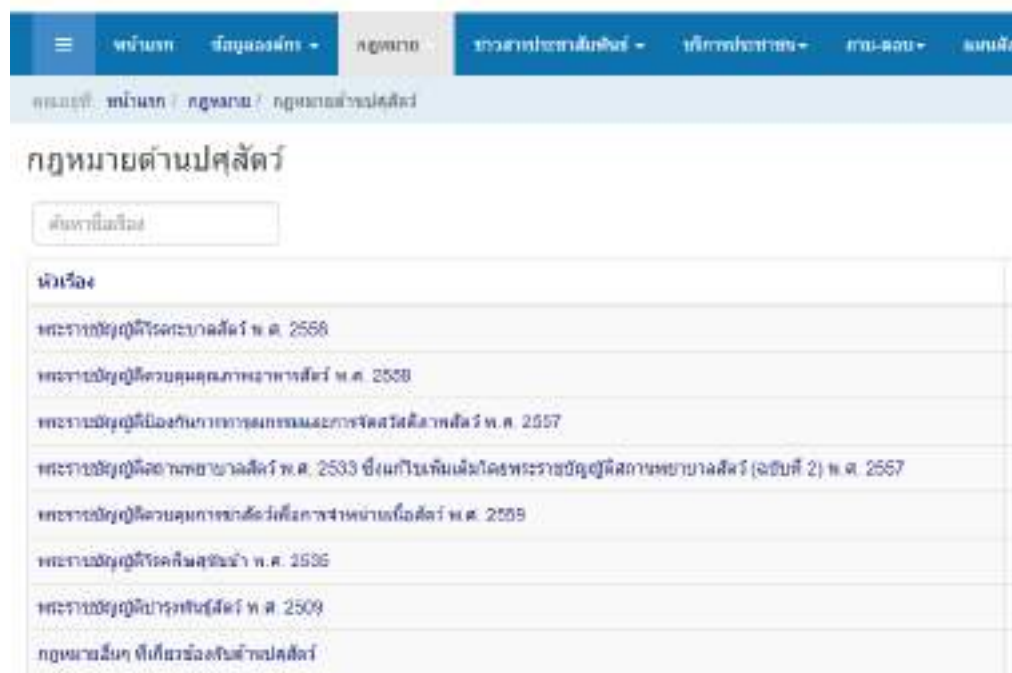 หน้าแรก ข้อมูลองค์กร กฎหมาย ข่าวสารประชาสัมพันธ์ บริการประชาชน ถาม-ตอบ
คุณอยู่ที่: หน้าแรก / กฎหมาย / กฎหมายด้านปศุสัตว์
กฎหมายด้านปศุสัตว์
ค้นหาชื่อเรื่อง
หัวเรื่อง
พระราชบัญญัติโรคระบาดสัตว์ พ.ศ. 2558
พระราชบัญญัติควบคุมคุณภาพอาหารสัตว์ พ.ศ. 2558
พระราชบัญญัติป้องกันการทารุณกรรมและการจัดสวัสดิภาพสัตว์ พ.ศ. 2557
พระราชบัญญัติสถานพยาบาลสัตว์ พ.ศ. 2533 ซึ่งแก้ไขเพิ่มเติมโดยพระราชบัญญัติสถานพยาบาลสัตว์ (ฉบับที่ 2) พ.ศ. 2557
พระราชบัญญัติควบคุมการฆ่าสัตว์เพื่อการจำหน่ายเนื้อสัตว์ พ.ศ. 2559
พระราชบัญญัติโรคพิษสุนัขบ้า พ.ศ. 2535
พระราชบัญญัติบำรุงพันธุ์สัตว์ พ.ศ. 2509
กฎหมายอื่นๆ ที่เกี่ยวข้องกับด้านปศุสัตว์